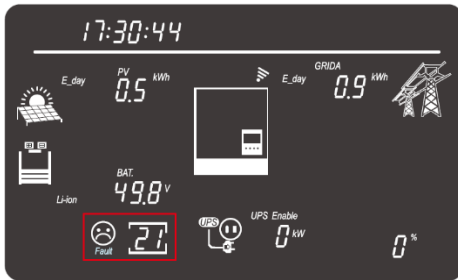 17:30:44
E_day PV 0.5 kWh E_day GRIDA 0.9 kWh
BAT.
Li-ion 49.8 V
UPS Enable
Fault 21 UPS 0 kW 0 %